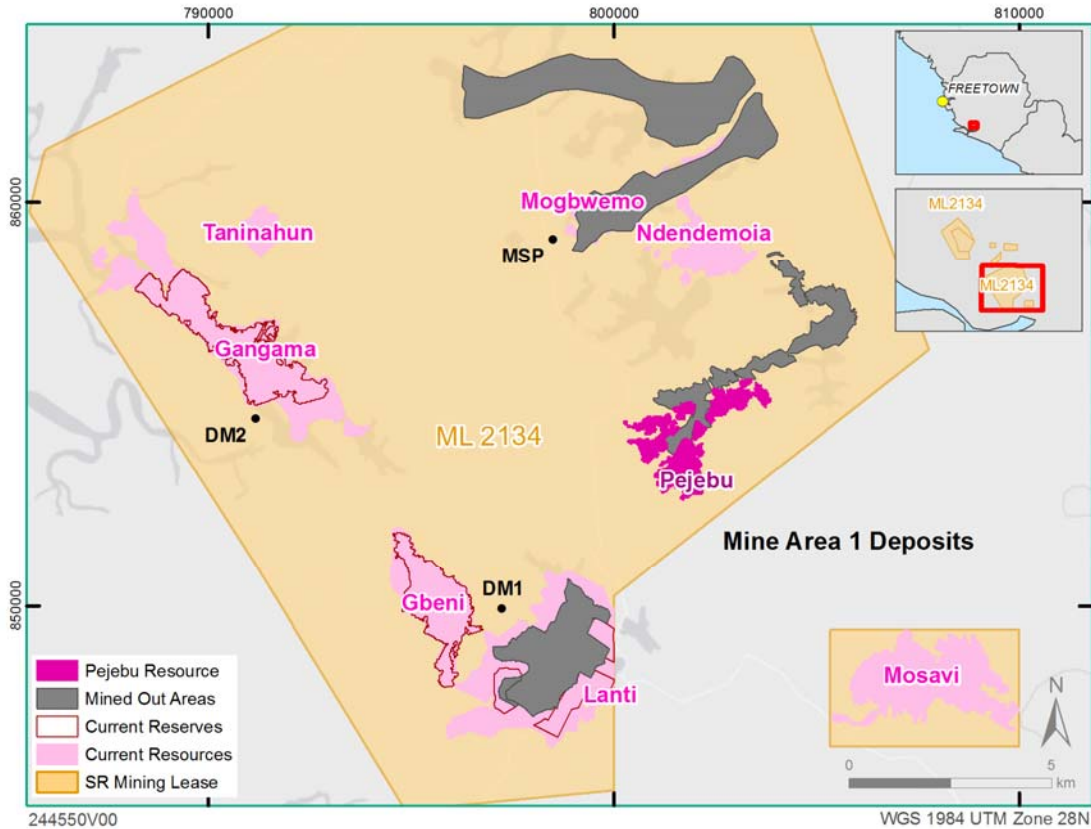 790000
800000
810000
860000
850000
FREETOWN
ML2134
ML2134
Taninahun
Mogbwemo
Ndendemoia
MSP
Gangama
DM2
ML 2134
Pejebu
Mine Area 1 Deposits
Gbeni
DM1
Lanti
Mosavi
Pejebu Resource
Mined Out Areas
Current Reserves
Current Resources
SR Mining Lease
N
0 5
km
244550V00
WGS 1984 UTM Zone 28N